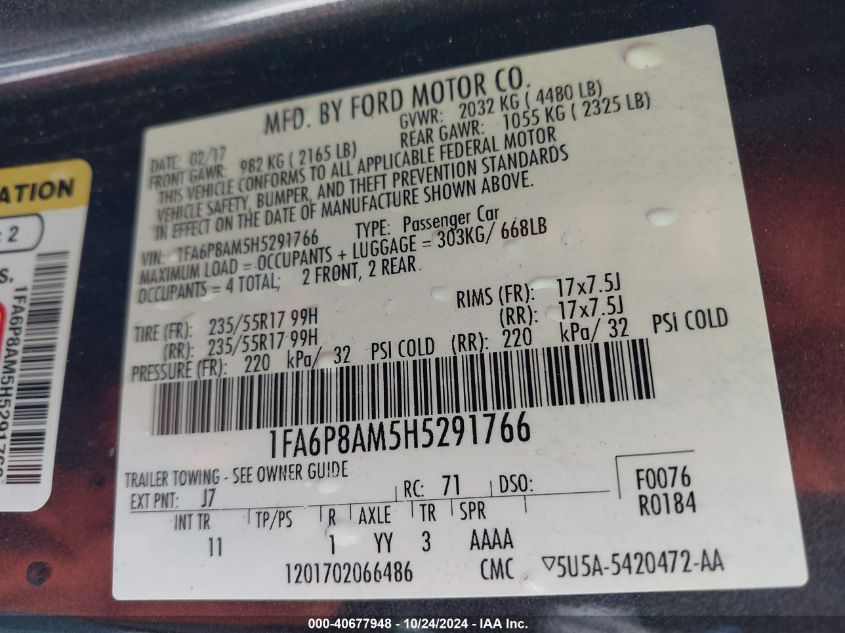 MFD. BY FORD MOTOR CO.
DATE: 02/17 GVWR: 2032 KG ( 4480 LB)
FRONT GAWR: 982 KG ( 2165 LB) REAR GAWR: 1055 KG ( 2325 LB)
THIS VEHICLE CONFORMS TO ALL APPLICABLE FEDERAL MOTOR
VEHICLE SAFETY, BUMPER, AND THEFT PREVENTION STANDARDS
IN EFFECT ON THE DATE OF MANUFACTURE SHOWN ABOVE.
VIN: 1FA6P8AM5H5291766 TYPE: Passenger Car
MAXIMUM LOAD = OCCUPANTS + LUGGAGE = 303KG/ 668LB
OCCUPANTS = 4 TOTAL; 2 FRONT, 2 REAR
TIRE (FR): 235/55R17 99H RIMS (FR): 17x7.5J
(RR): 235/55R17 99H (RR): 17x7.5J
PRESSURE (FR): 220 kPa/ 32 PSI COLD (RR): 220 kPa/ 32 PSI COLD
1FA6P8AM5H5291766
TRAILER TOWING - SEE OWNER GUIDE
EXT PNT: J7 RC: 71 DSO: F0076
R0184
INT TR TP/PS R AXLE TR SPR
11 1 YY 3 AAAA
1201702066486 CMC ▽5U5A-5420472-AA
ATION
: 2
S.
000-40677948 - 10/24/2024 - IAA Inc.